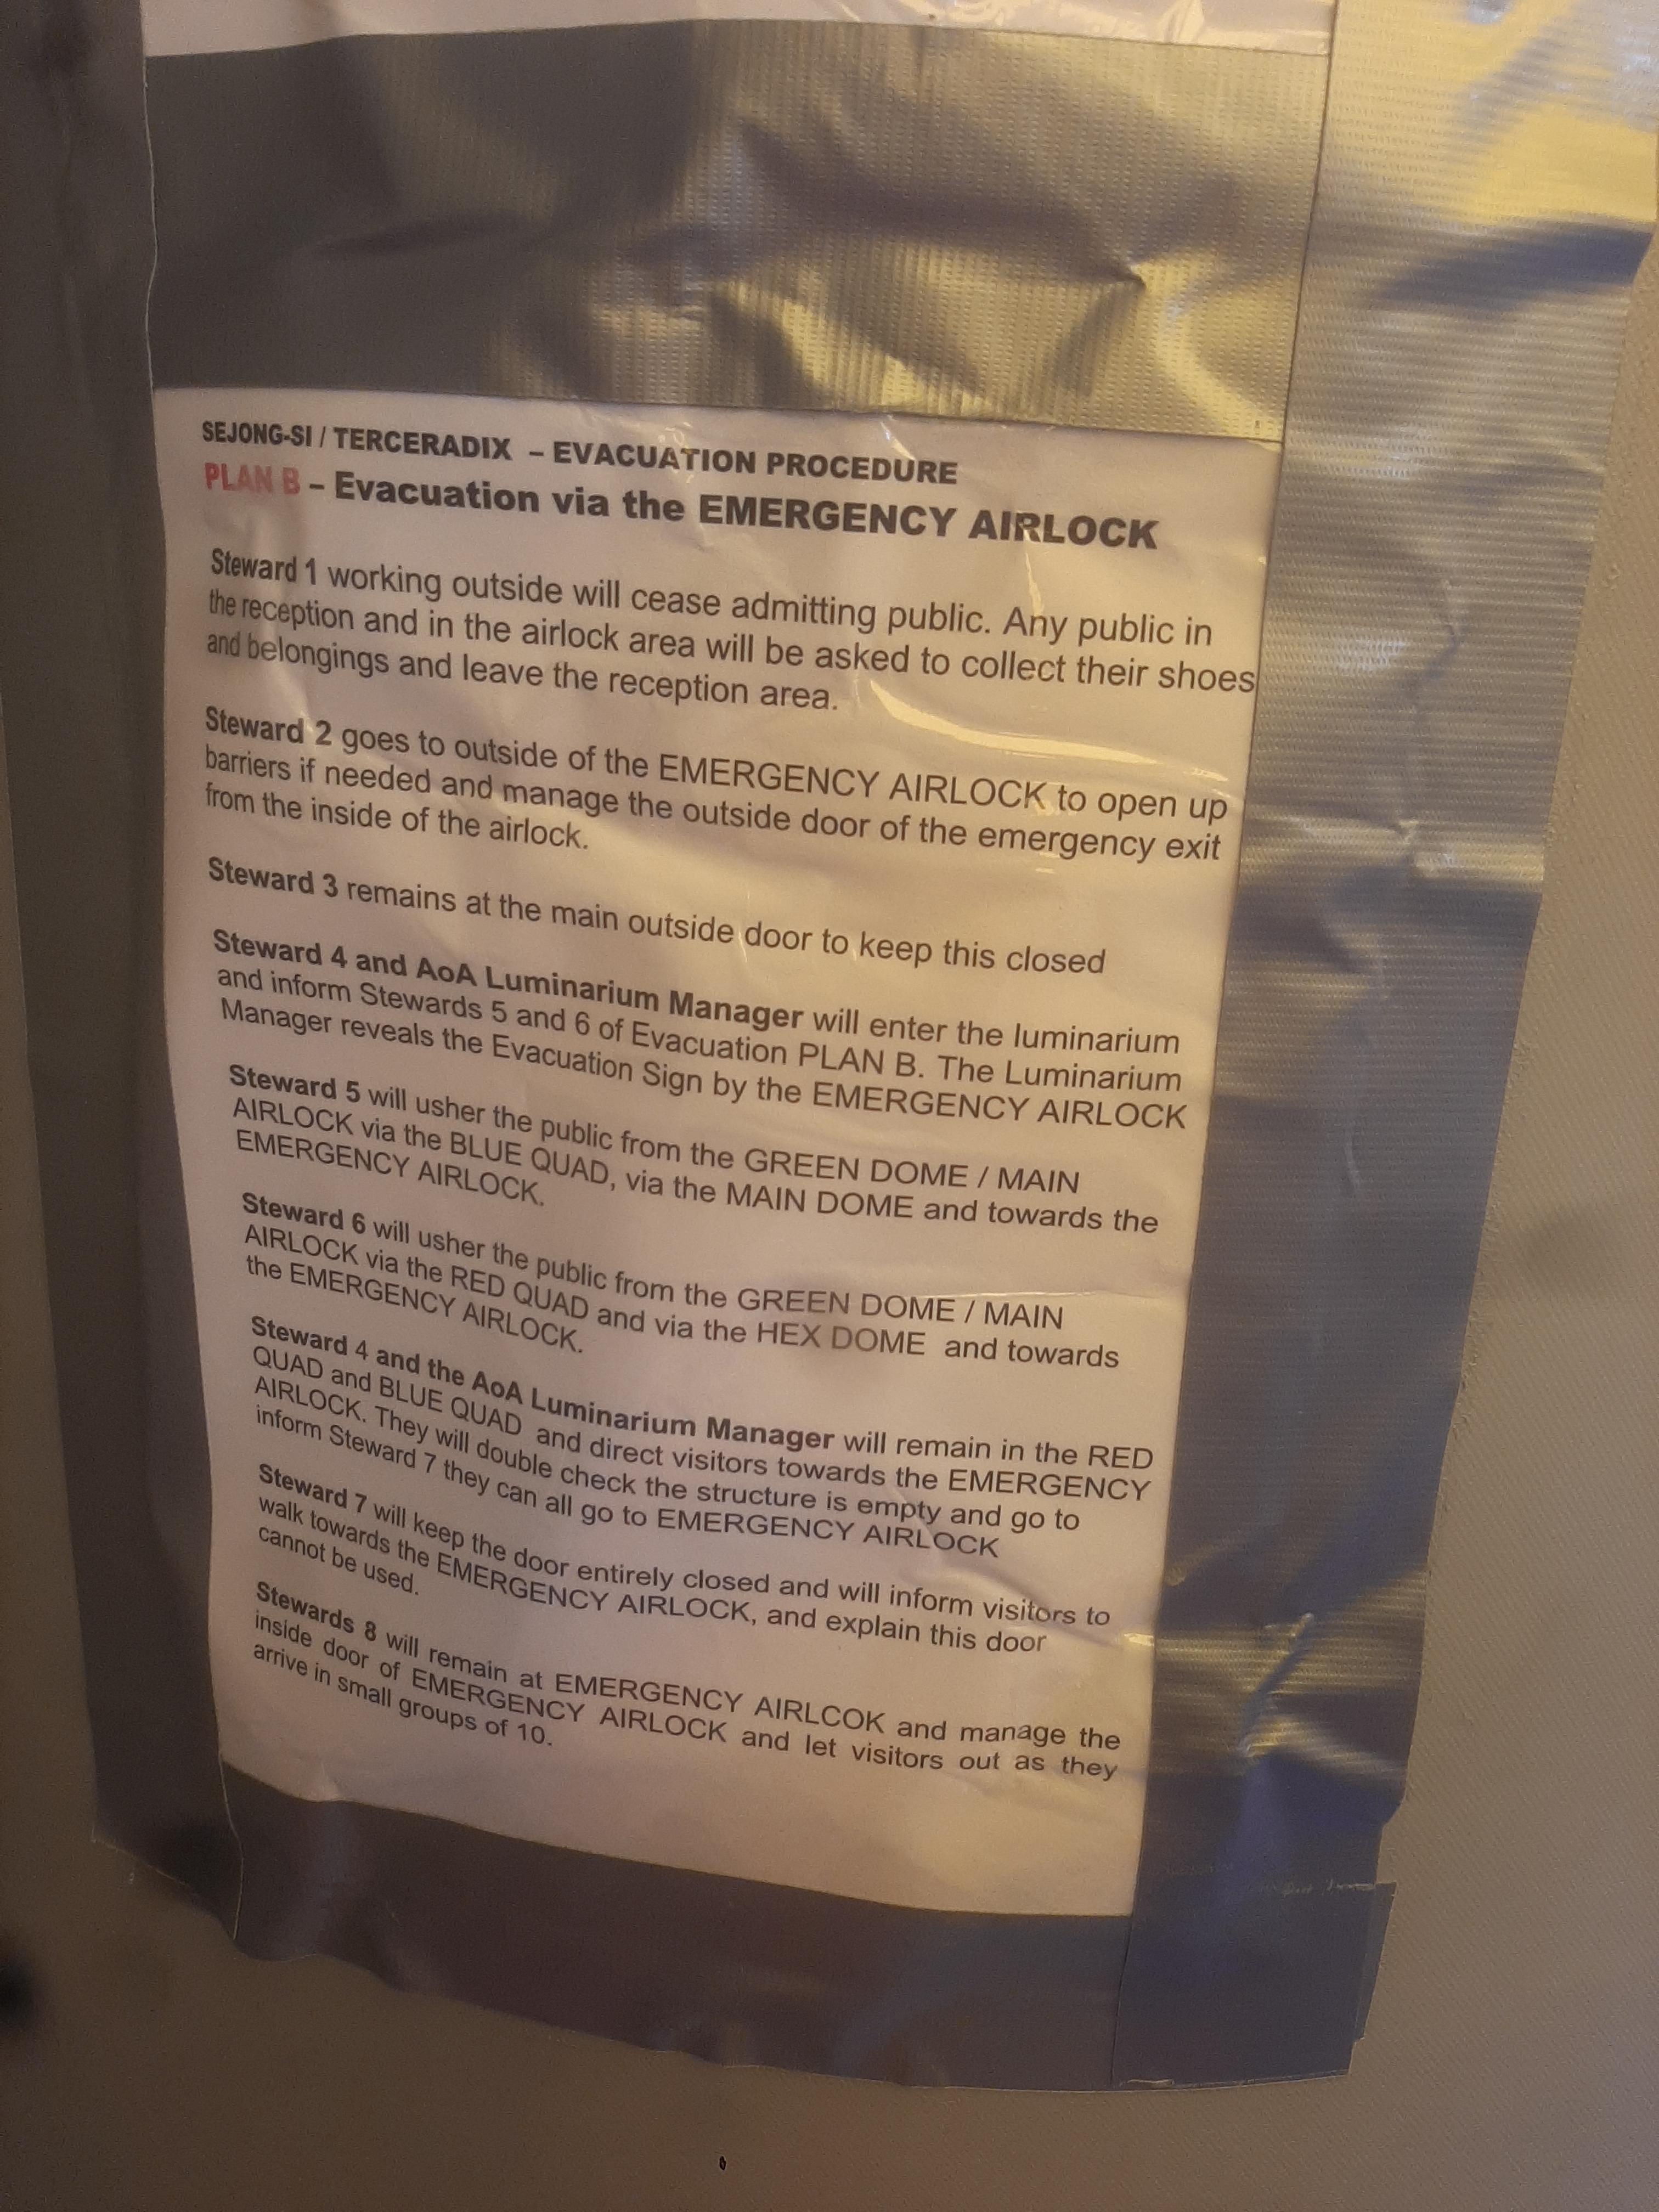 SEJONG-SI / TERCERADIX – EVACUATION PROCEDURE
PLAN B – Evacuation via the EMERGENCY AIRLOCK
Steward 1 working outside will cease admitting public. Any public in
the reception and in the airlock area will be asked to collect their shoes
and belongings and leave the reception area.
Steward 2 goes to outside of the EMERGENCY AIRLOCK to open up
barriers if needed and manage the outside door of the emergency exit
from the inside of the airlock.
Steward 3 remains at the main outside door to keep this closed
Steward 4 and AoA Luminarium Manager will enter the luminarium
and inform Stewards 5 and 6 of Evacuation PLAN B. The Luminarium
Manager reveals the Evacuation Sign by the EMERGENCY AIRLOCK
Steward 5 will usher the public from the GREEN DOME / MAIN
AIRLOCK via the BLUE QUAD, via the MAIN DOME and towards the
EMERGENCY AIRLOCK.
Steward 6 will usher the public from the GREEN DOME / MAIN
AIRLOCK via the RED QUAD and via the HEX DOME and towards
the EMERGENCY AIRLOCK.
Steward 4 and the AoA Luminarium Manager will remain in the RED
QUAD and BLUE QUAD and direct visitors towards the EMERGENCY
AIRLOCK. They will double check the structure is empty and go to
inform Steward 7 they can all go to EMERGENCY AIRLOCK
Steward 7 will keep the door entirely closed and will inform visitors to
walk towards the EMERGENCY AIRLOCK, and explain this door
cannot be used.
Stewards 8 will remain at EMERGENCY AIRLCOK and manage the
inside door of EMERGENCY AIRLOCK and let visitors out as they
arrive in small groups of 10.